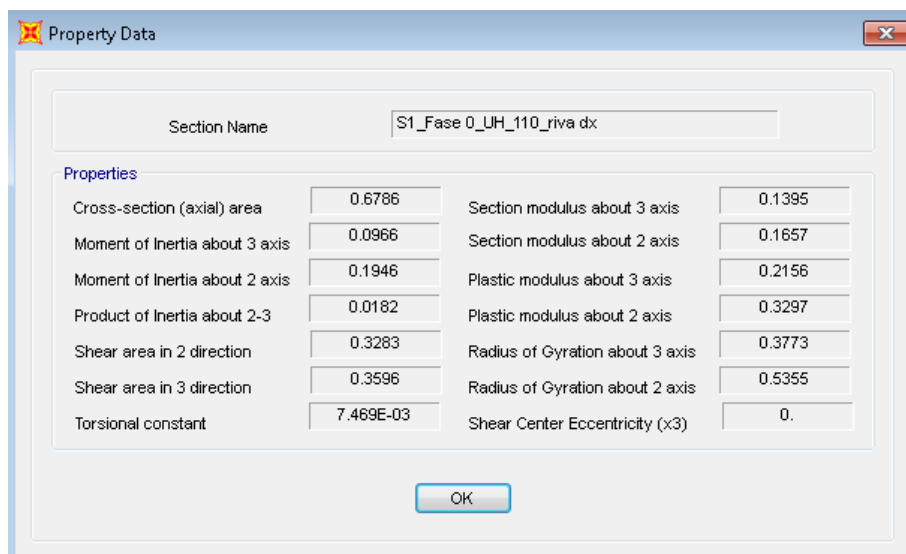 Property Data
Section Name S1_Fase 0_UH_110_riva dx
Properties
Cross-section (axial) area 0.6786 Section modulus about 3 axis 0.1395
Moment of Inertia about 3 axis 0.0966 Section modulus about 2 axis 0.1657
Moment of Inertia about 2 axis 0.1946 Plastic modulus about 3 axis 0.2156
Product of Inertia about 2-3 0.0182 Plastic modulus about 2 axis 0.3297
Shear area in 2 direction 0.3283 Radius of Gyration about 3 axis 0.3773
Shear area in 3 direction 0.3596 Radius of Gyration about 2 axis 0.5355
Torsional constant 7.469E-03 Shear Center Eccentricity (x3) 0.
OK